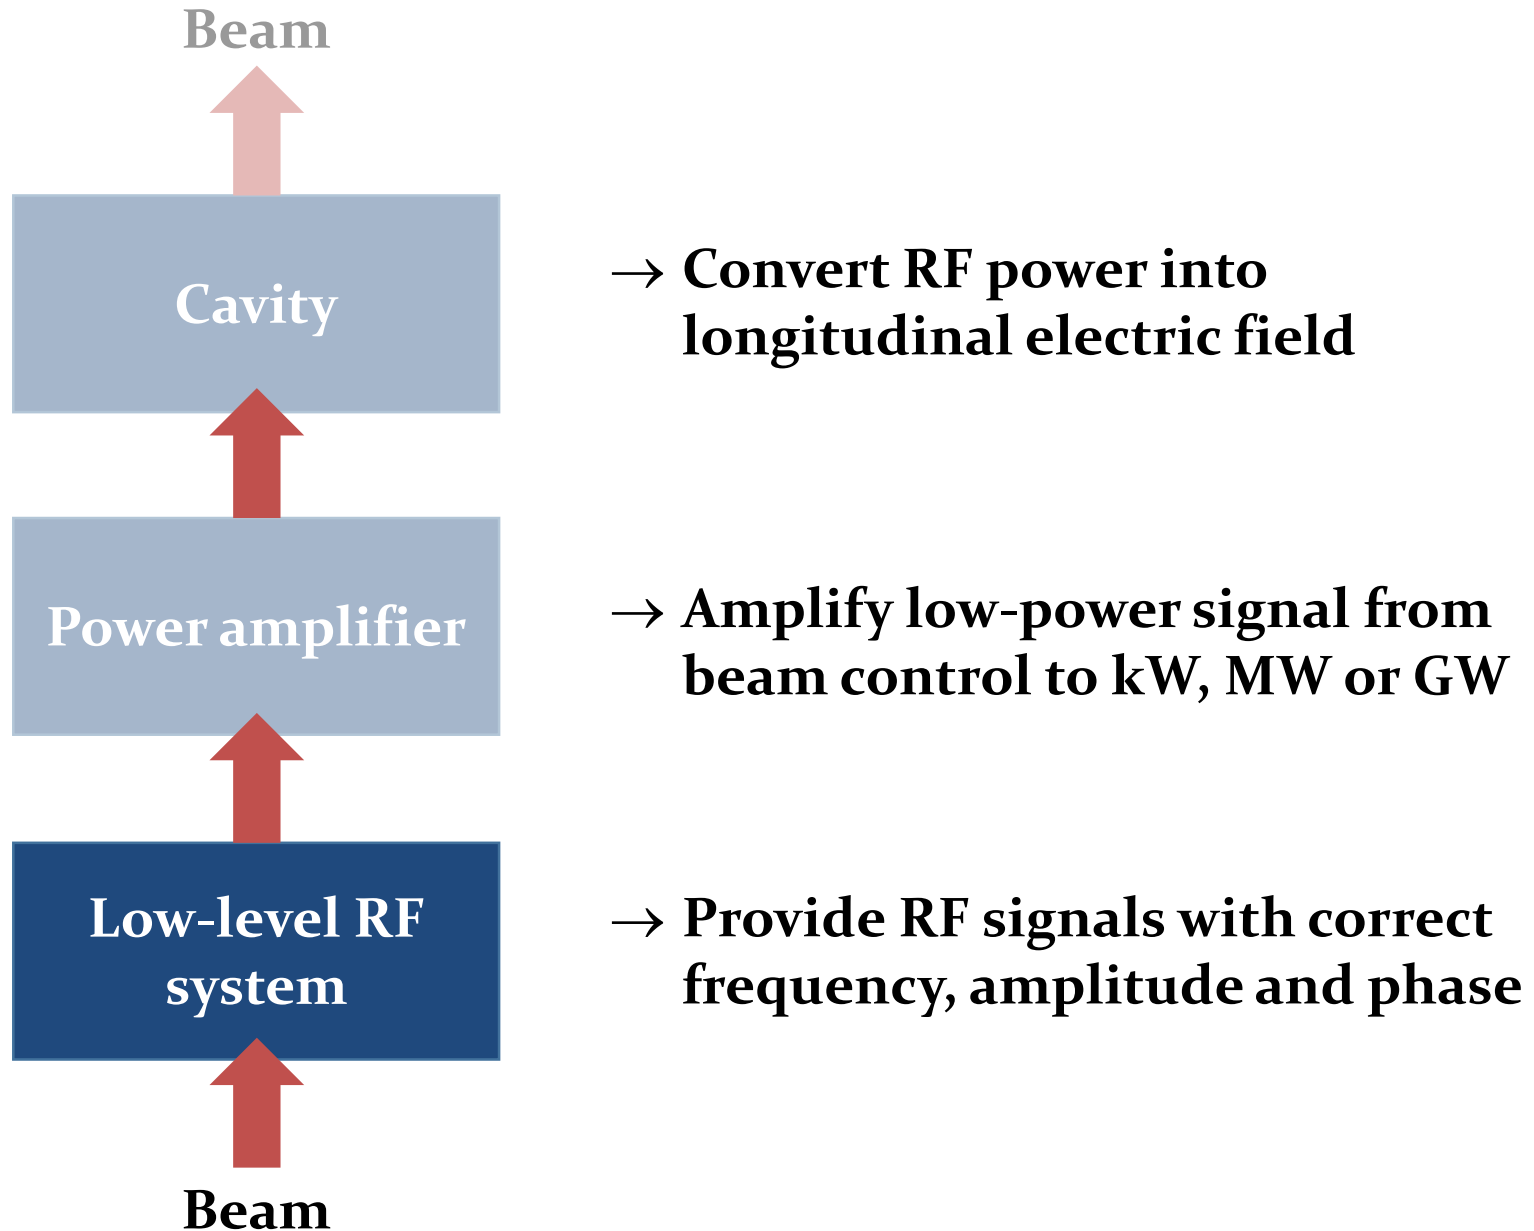 Beam
Cavity
→ Convert RF power into
longitudinal electric field
Power amplifier
→ Amplify low-power signal from
beam control to kW, MW or GW
Low-level RF
system
→ Provide RF signals with correct
frequency, amplitude and phase
Beam